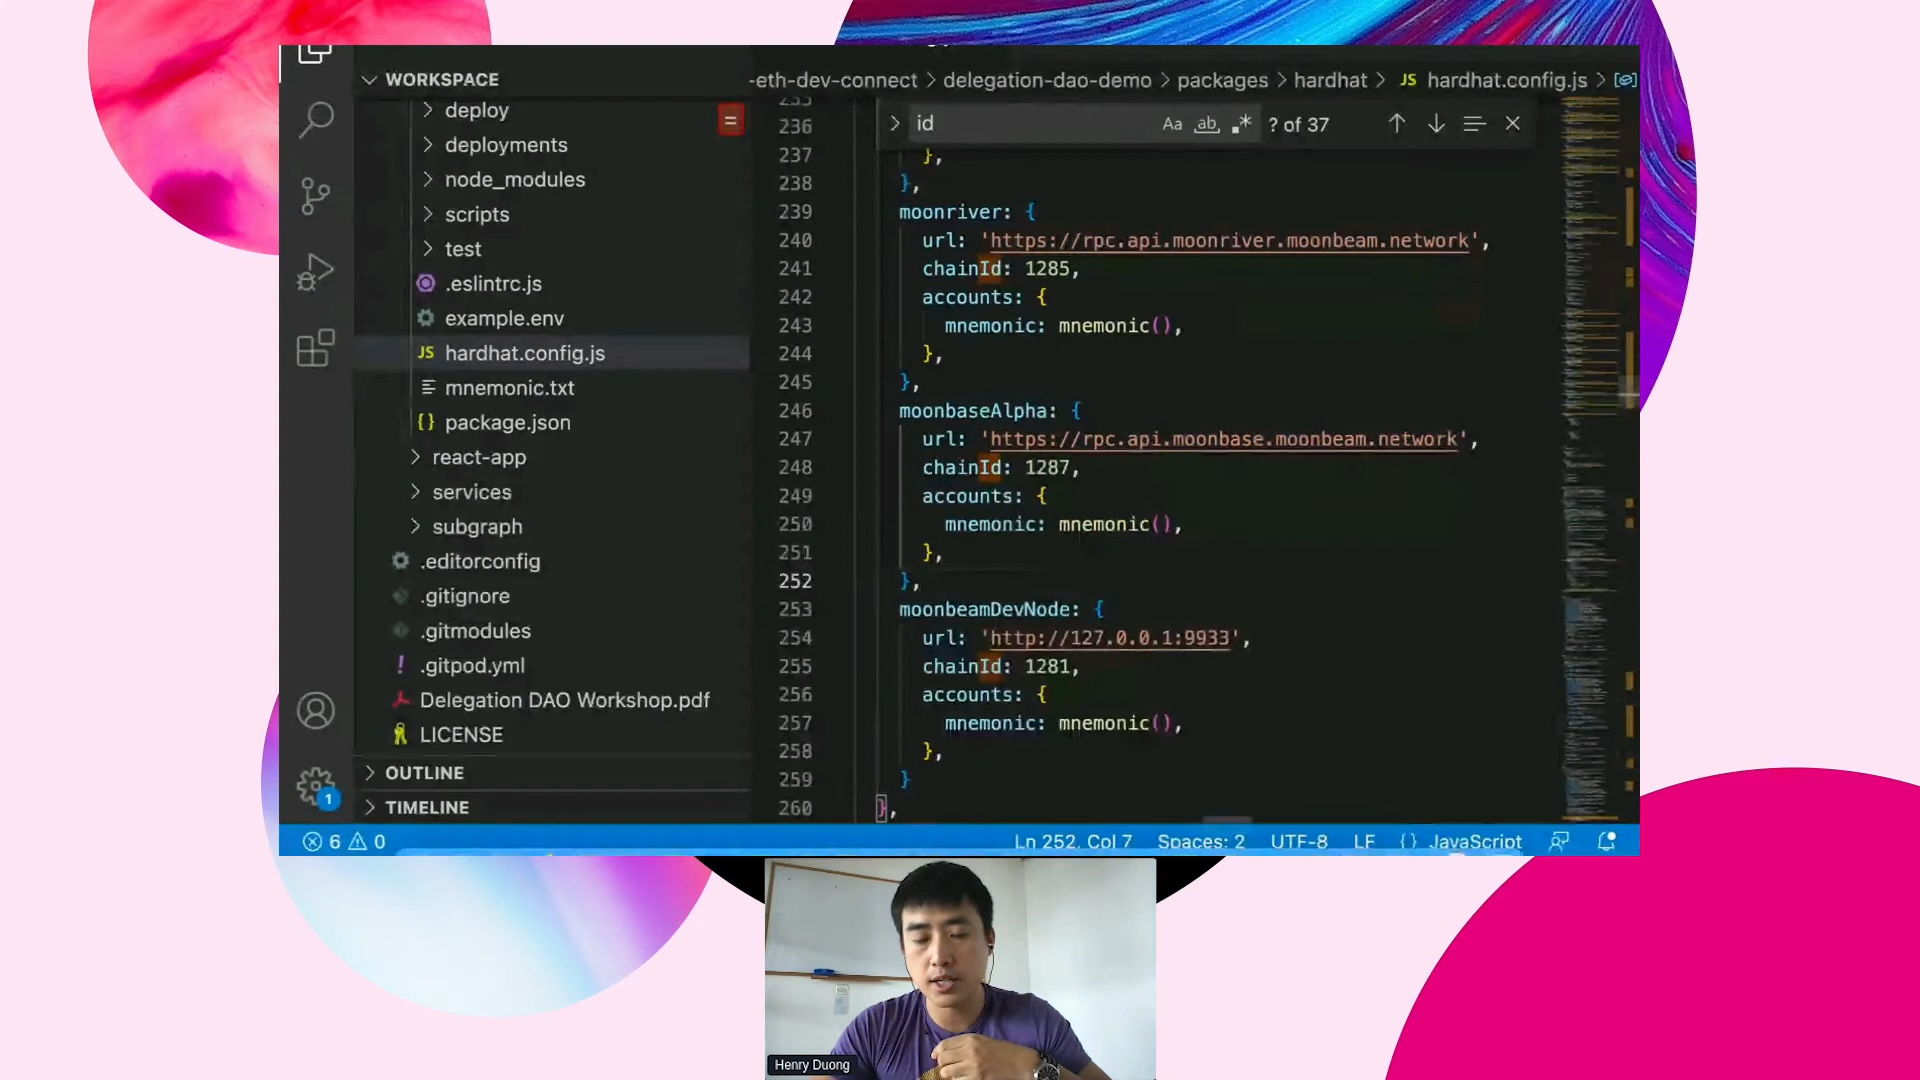 WORKSPACE
deploy
deployments
node_modules
scripts
test
.eslintrc.js
example.env
JS hardhat.config.js
mnemonic.txt
{} package.json
react-app
services
subgraph
.editorconfig
.gitignore
.gitmodules
! .gitpod.yml
Delegation DAO Workshop.pdf
LICENSE
OUTLINE
TIMELINE
1
-eth-dev-connect > delegation-dao-demo > packages > hardhat > JS hardhat.config.js >
> id Aa ab .* ? of 37
235
236
237 },
238 },
239 moonriver: {
240 url: 'https://rpc.api.moonriver.moonbeam.network',
241 chainId: 1285,
242 accounts: {
243 mnemonic: mnemonic(),
244 },
245 },
246 moonbaseAlpha: {
247 url: 'https://rpc.api.moonbase.moonbeam.network',
248 chainId: 1287,
249 accounts: {
250 mnemonic: mnemonic(),
251 },
252 },
253 moonbeamDevNode: {
254 url: 'http://127.0.0.1:9933',
255 chainId: 1281,
256 accounts: {
257 mnemonic: mnemonic(),
258 },
259 }
260 },
6 0 Ln 252, Col 7 Spaces: 2 UTF-8 LF {} JavaScript
Henry Duong